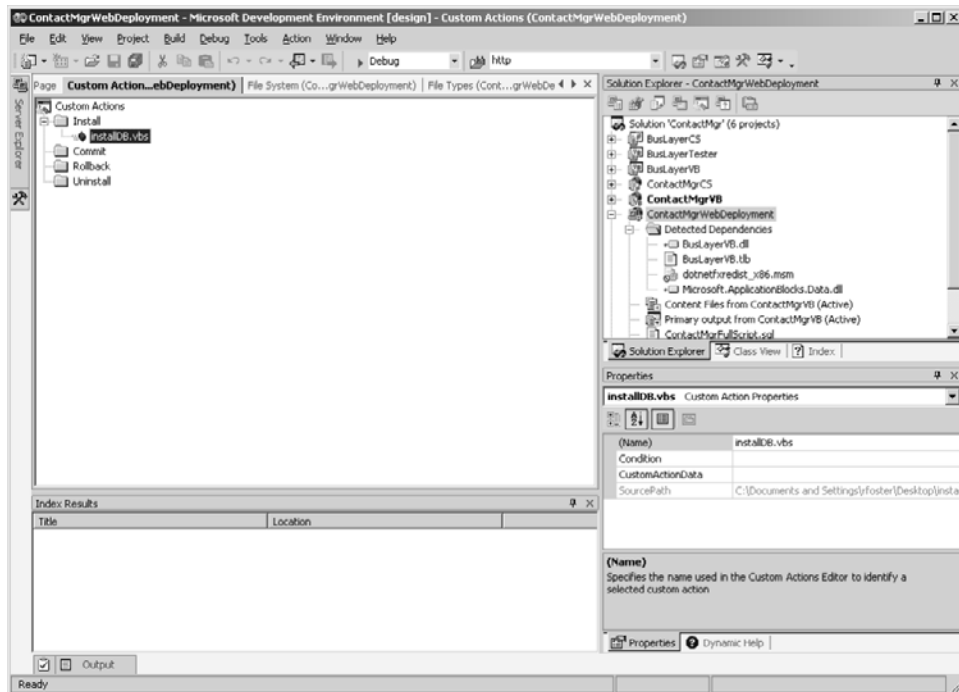 ContactMgrWebDeployment - Microsoft Development Environment [design] - Custom Actions (ContactMgrWebDeployment)
File Edit View Project Build Debug Tools Action Window Help
Debug http
Server Explorer
Page Custom Action...ebDeployment) File System (Co...grWebDeployment) File Types (Cont...grWebDe
Custom Actions
Install
installDB.vbs
Commit
Rollback
Uninstall
Solution Explorer - ContactMgrWebDeployment
Solution 'ContactMgr' (6 projects)
BusLayerCS
BusLayerTester
BusLayerVB
ContactMgrCS
ContactMgrVB
ContactMgrWebDeployment
Detected Dependencies
BusLayerVB.dll
BusLayerVB.tlb
dotnetfxredist_x86.msm
Microsoft.ApplicationBlocks.Data.dll
Content Files from ContactMgrVB (Active)
Primary output from ContactMgrVB (Active)
ContactMgrFullScript.sql
Solution Explorer Class View Index
Properties
installDB.vbs Custom Action Properties
(Name) installDB.vbs
Condition
CustomActionData
SourcePath C:\Documents and Settings\rfoster\Desktop\insta
(Name)
Specifies the name used in the Custom Actions Editor to identify a
selected custom action
Properties Dynamic Help
Index Results
Title Location
Output
Ready